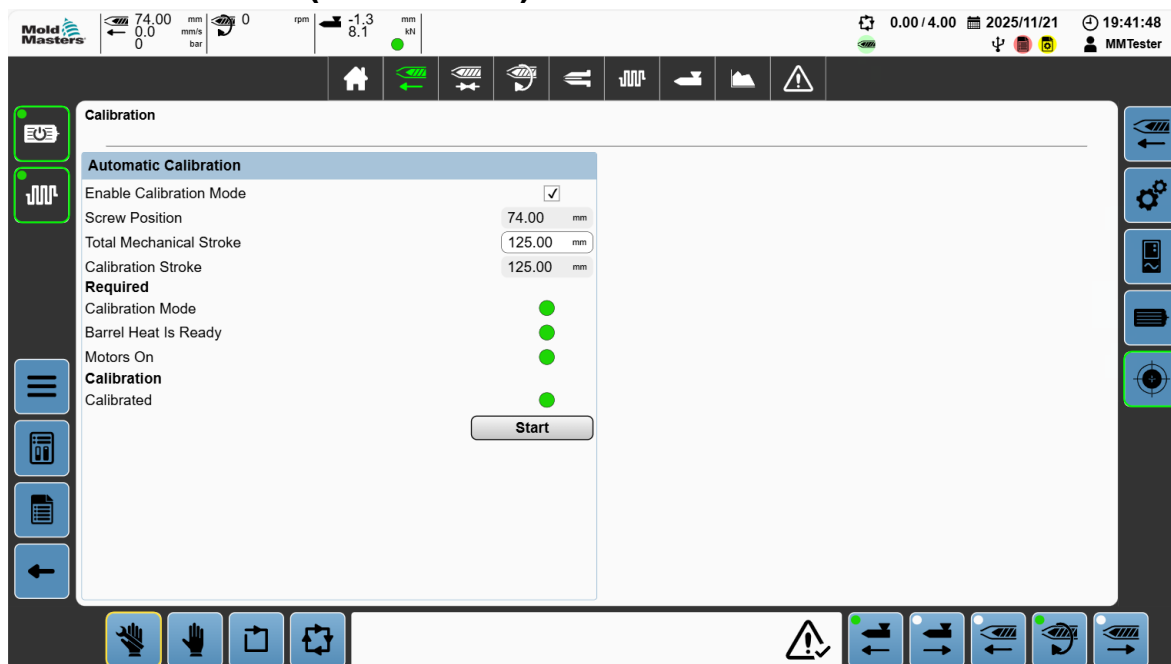 Mold
Masters
74.00 mm
0.0 mm/s
0 bar
0 rpm
-1.3 mm
8.1 kN
0.00 / 4.00
2025/11/21
19:41:48
MMTester
Calibration
Automatic Calibration
Enable Calibration Mode
Screw Position 74.00 mm
Total Mechanical Stroke 125.00 mm
Calibration Stroke 125.00 mm
Required
Calibration Mode
Barrel Heat Is Ready
Motors On
Calibration
Calibrated
Start